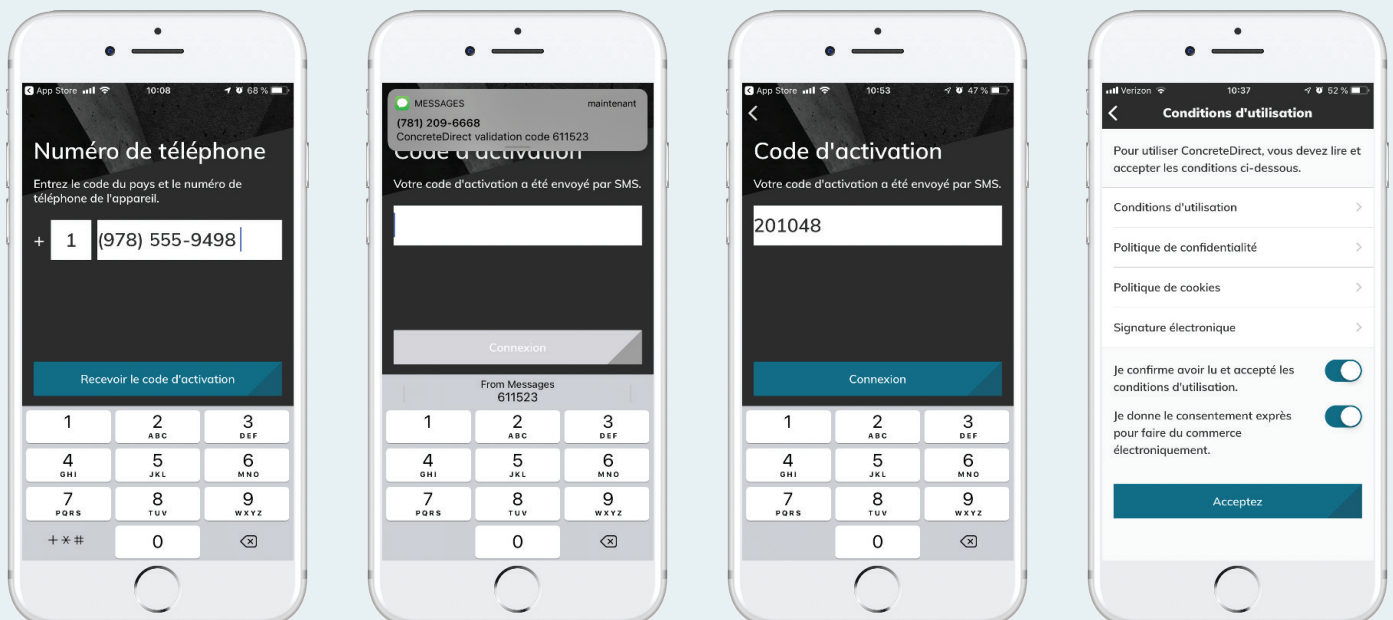 App Store
10:08
68 %
Numéro de téléphone
Entrez le code du pays et le numéro de
téléphone de l'appareil.
+ 1 (978) 555-9498
Recevoir le code d'activation
1 2 3
ABC DEF
4 5 6
GHI JKL MNO
7 8 9
PQRS TUV WXYZ
+*# 0
MESSAGES maintenant
(781) 209-6668
ConcreteDirect validation code 611523
Code d'activation
Votre code d'activation a été envoyé par SMS.
Connexion
From Messages
611523
1 2 3
ABC DEF
4 5 6
GHI JKL MNO
7 8 9
PQRS TUV WXYZ
0
App Store
10:53
47 %
Code d'activation
Votre code d'activation a été envoyé par SMS.
201048
Connexion
1 2 3
ABC DEF
4 5 6
GHI JKL MNO
7 8 9
PQRS TUV WXYZ
0
Verizon
10:37
52 %
Conditions d'utilisation
Pour utiliser ConcreteDirect, vous devez lire et
accepter les conditions ci-dessous.
Conditions d'utilisation
Politique de confidentialité
Politique de cookies
Signature électronique
Je confirme avoir lu et accepté les
conditions d'utilisation.
Je donne le consentement exprès
pour faire du commerce
électroniquement.
Acceptez